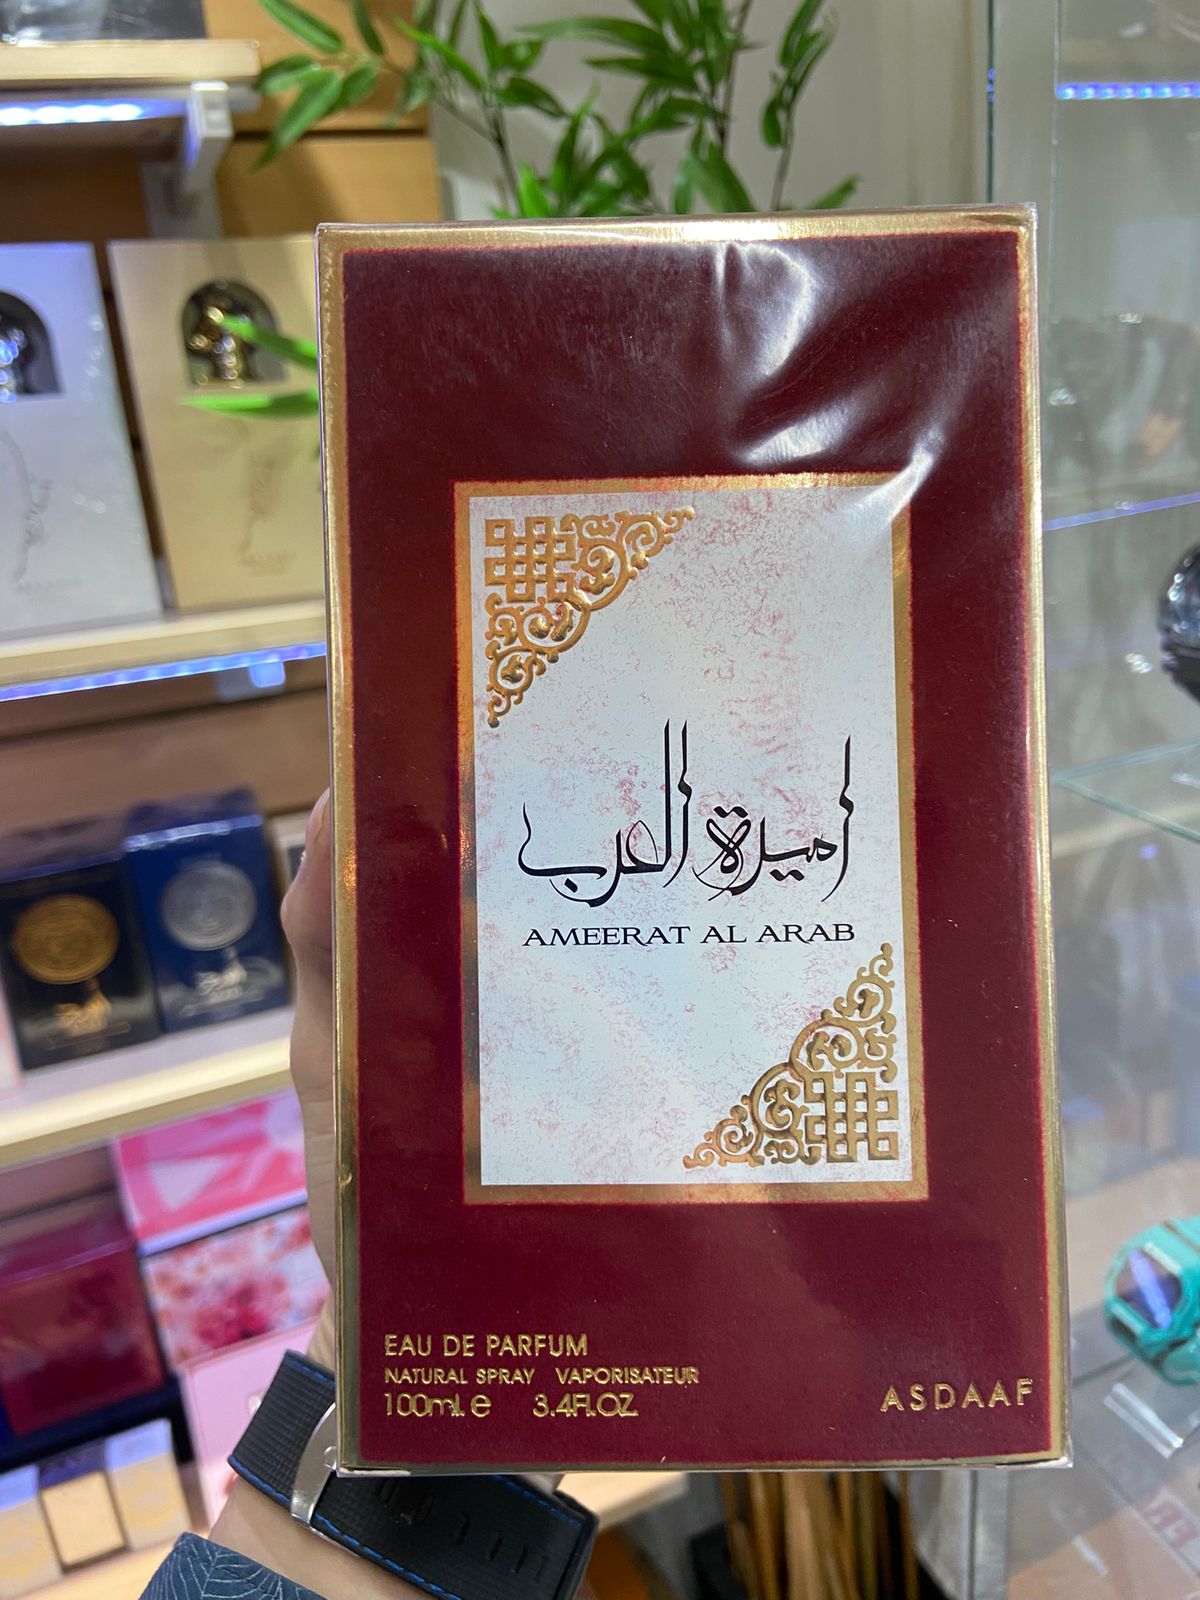 اميرة العرب
AMEERAT AL ARAB
EAU DE PARFUM
NATURAL SPRAY VAPORISATEUR
100ml. e 3.4FL.OZ.
ASDAAF